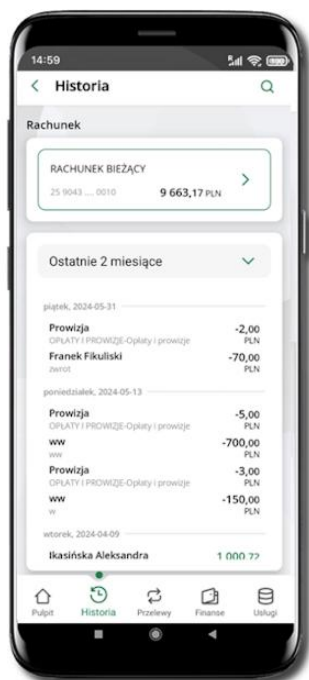 14:59
Historia
Rachunek
RACHUNEK BIEŻĄCY
25 9043 .... 0010 9 663,17 PLN
Ostatnie 2 miesiące
piątek, 2024-05-31
Prowizja -2,00
OPŁATY I PROWIZJE-Opłaty i prowizje PLN
Franek Fikuliski -70,00
zwrot PLN
poniedziałek, 2024-05-13
Prowizja -5,00
OPŁATY I PROWIZJE-Opłaty i prowizje PLN
ww -700,00
ww PLN
Prowizja -3,00
OPŁATY I PROWIZJE-Opłaty i prowizje PLN
ww -150,00
w PLN
wtorek, 2024-04-09
Ikasińska Aleksandra 1 000,72
Pulpit Historia Przelewy Finanse Usługi